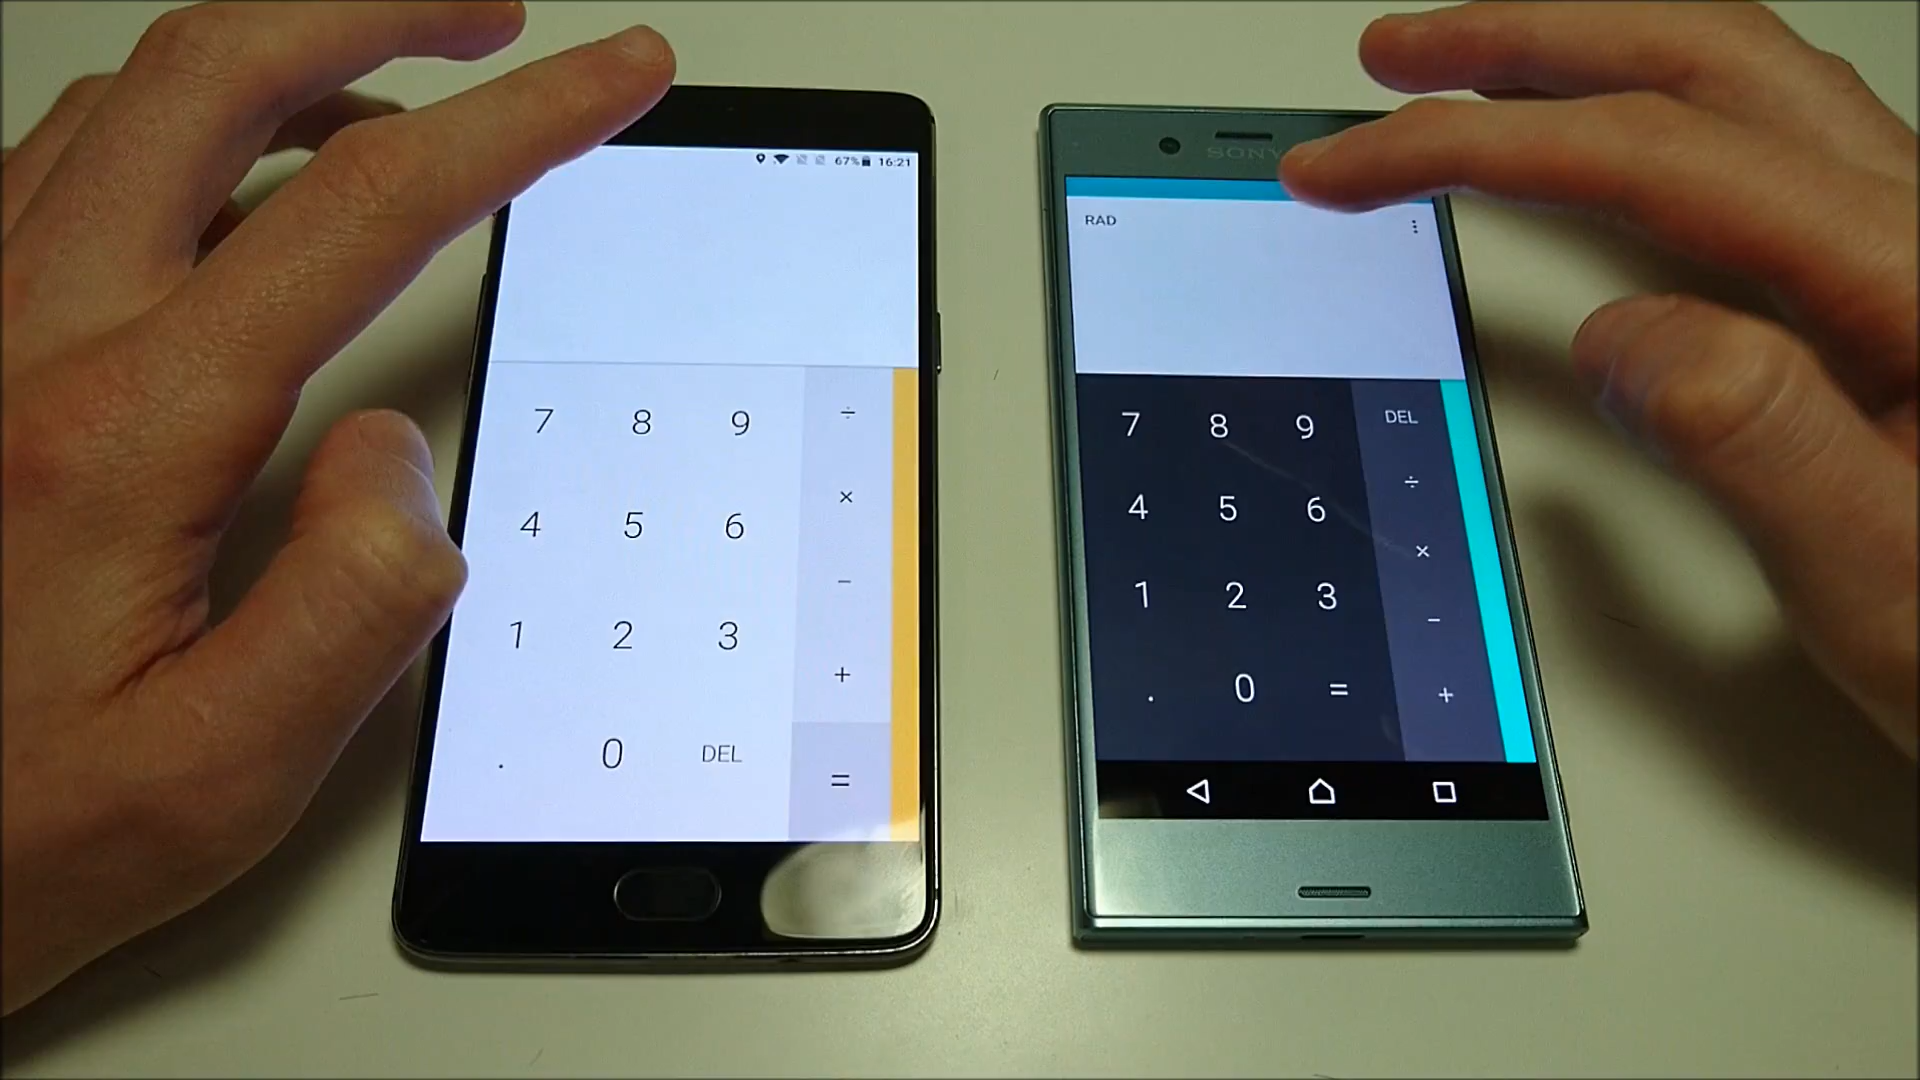 67% 16:21
7 8 9 ÷
×
4 5 6
−
1 2 3
+
. 0 DEL
=
SONY
RAD
7 8 9 DEL
÷
4 5 6
×
1 2 3
−
. 0 = +